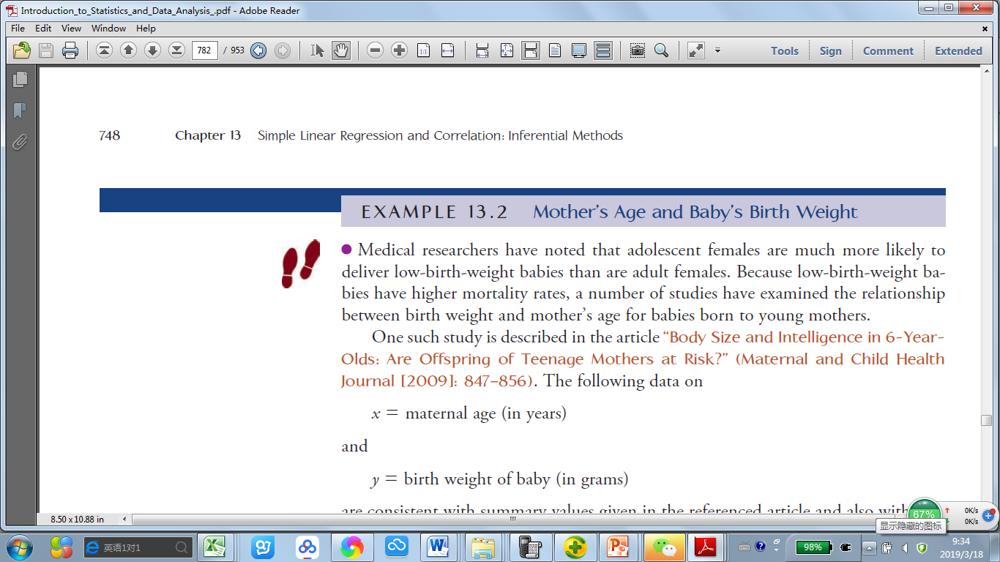 Introduction_to_Statistics_and_Data_Analysis_.pdf - Adobe Reader
File Edit View Window Help
782 / 953 1:1 Tools Sign Comment Extended
748 Chapter 13 Simple Linear Regression and Correlation: Inferential Methods
EXAMPLE 13.2 Mother's Age and Baby's Birth Weight
● Medical researchers have noted that adolescent females are much more likely to
deliver low-birth-weight babies than are adult females. Because low-birth-weight ba-
bies have higher mortality rates, a number of studies have examined the relationship
between birth weight and mother's age for babies born to young mothers.
One such study is described in the article "Body Size and Intelligence in 6-Year-
Olds: Are Offspring of Teenage Mothers at Risk?" (Maternal and Child Health
Journal [2009]: 847–856). The following data on
x = maternal age (in years)
and
y = birth weight of baby (in grams)
are consistent with summary values given in the referenced article and also with
67% 0K/s
0K/s
8.50 x 10.88 in
显示隐藏的图标
英语1对1 98% 9:34
2019/3/18